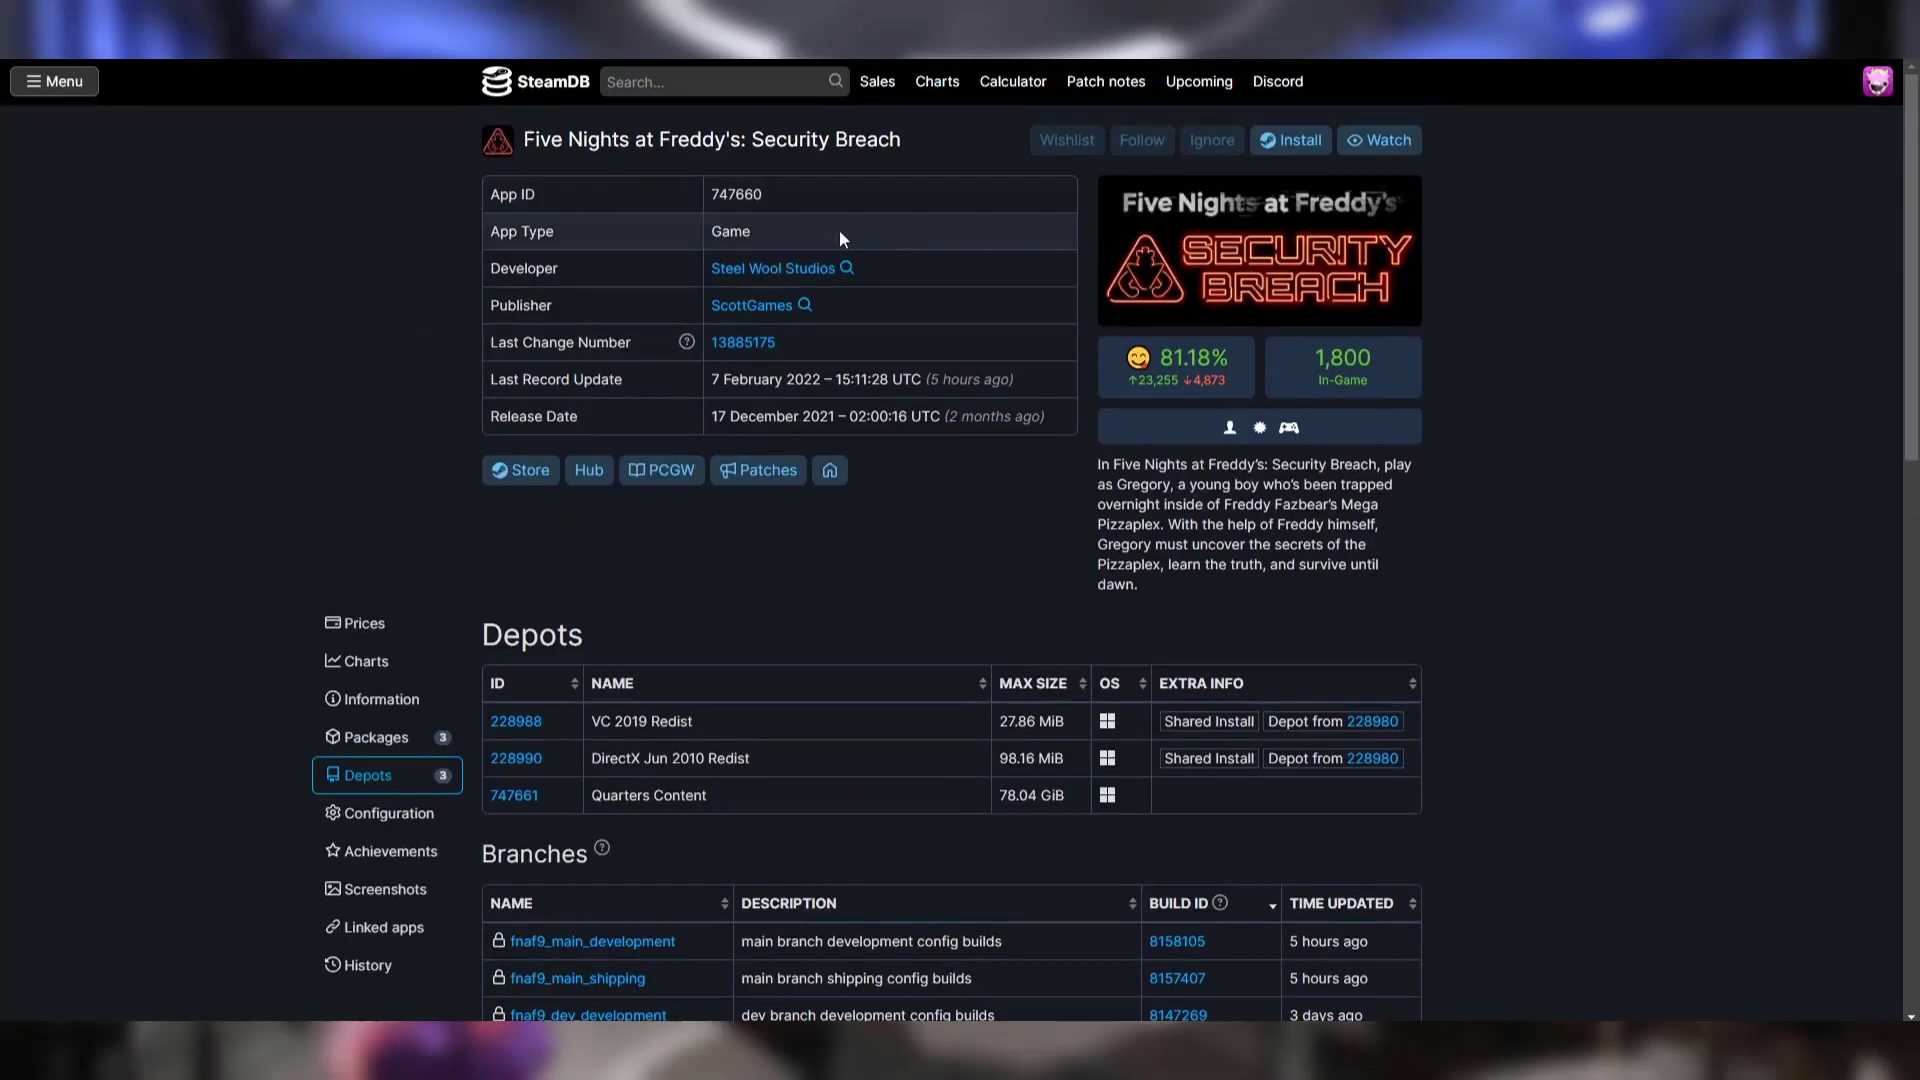 Menu
SteamDB
Search...
Sales
Charts
Calculator
Patch notes
Upcoming
Discord
Five Nights at Freddy's: Security Breach
Wishlist
Follow
Ignore
Install
Watch
App ID 747660
App Type Game
Developer Steel Wool Studios
Publisher ScottGames
Last Change Number ? 13885175
Last Record Update 7 February 2022 – 15:11:28 UTC (5 hours ago)
Release Date 17 December 2021 – 02:00:16 UTC (2 months ago)
Store
Hub
PCGW
Patches
Five Nights at Freddy's
SECURITY
BREACH
81.18%
↑23,255 ↓4,873
1,800
In-Game
In Five Nights at Freddy's: Security Breach, play
as Gregory, a young boy who's been trapped
overnight inside of Freddy Fazbear's Mega
Pizzaplex. With the help of Freddy himself,
Gregory must uncover the secrets of the
Pizzaplex, learn the truth, and survive until
dawn.
Prices
Charts
Information
Packages 3
Depots 3
Configuration
Achievements
Screenshots
Linked apps
History
Depots
ID NAME MAX SIZE OS EXTRA INFO
228988 VC 2019 Redist 27.86 MiB Shared Install Depot from 228980
228990 DirectX Jun 2010 Redist 98.16 MiB Shared Install Depot from 228980
747661 Quarters Content 78.04 GiB
Branches ?
NAME DESCRIPTION BUILD ID ? TIME UPDATED
fnaf9_main_development main branch development config builds 8158105 5 hours ago
fnaf9_main_shipping main branch shipping config builds 8157407 5 hours ago
fnaf9_dev_development dev branch development config builds 8147269 3 days ago